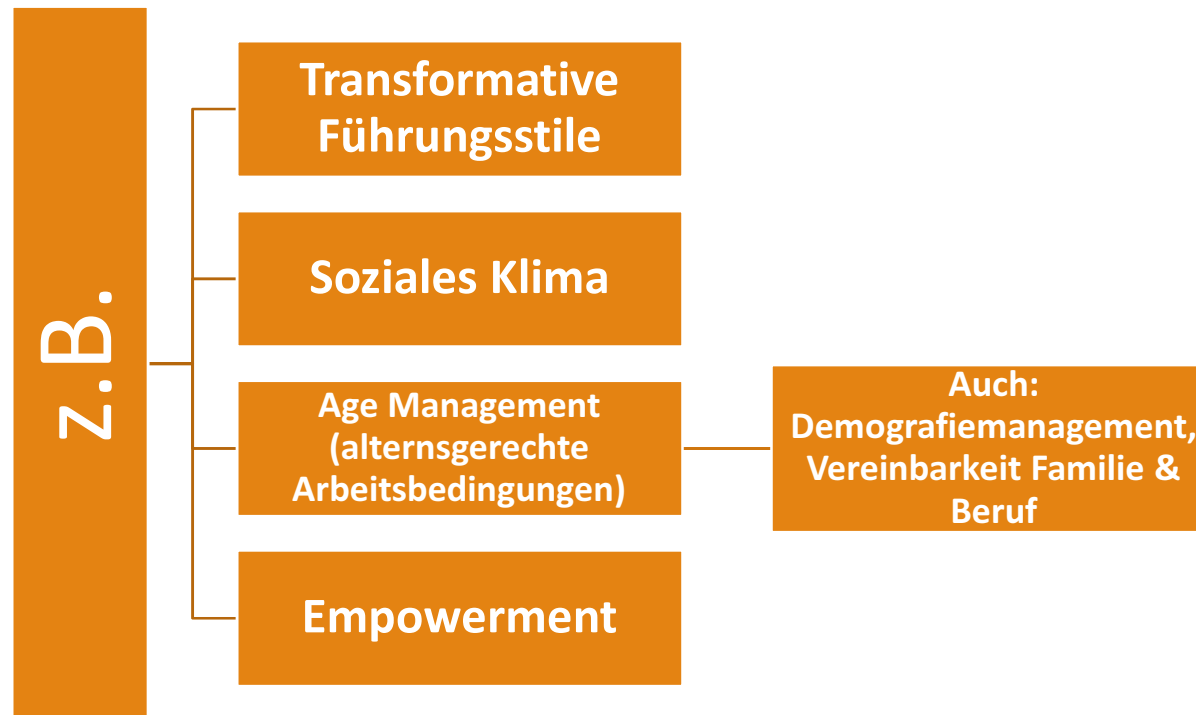 z.B.
Transformative
Führungsstile
Soziales Klima
Age Management
(alternsgerechte
Arbeitsbedingungen)
Auch:
Demografiemanagement,
Vereinbarkeit Familie &
Beruf
Empowerment